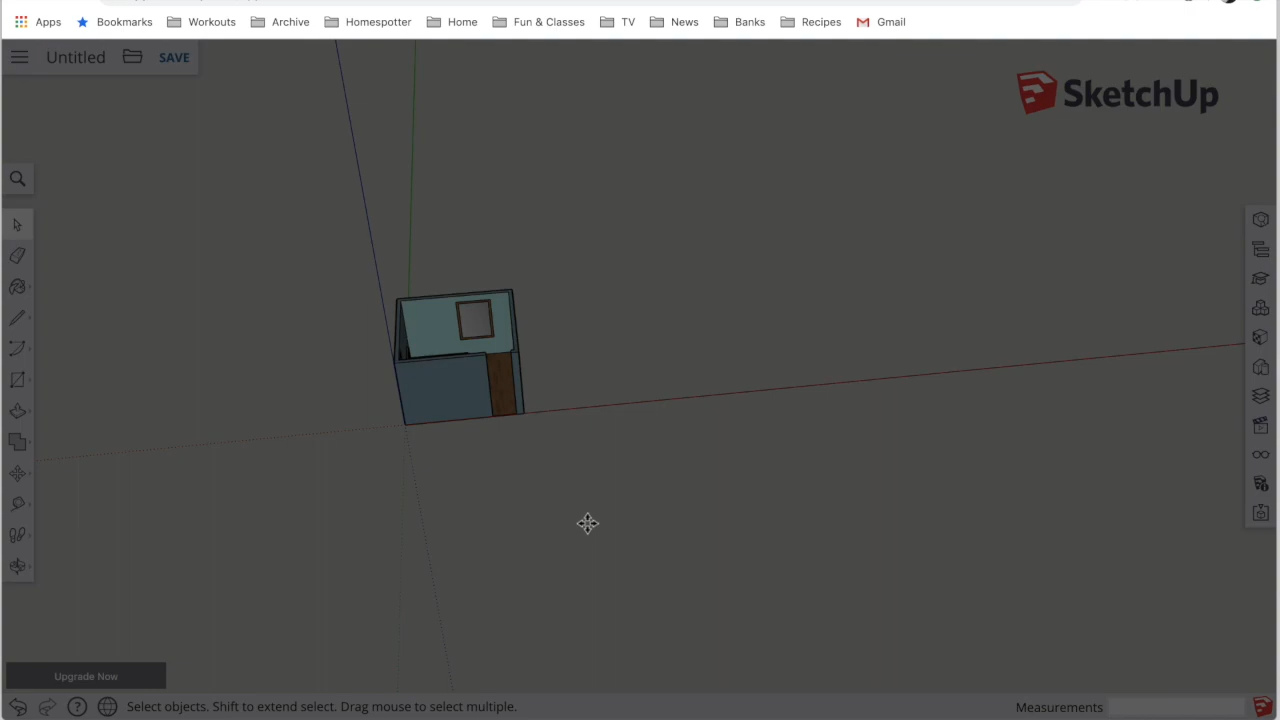 Apps Bookmarks Workouts Archive Homespotter Home Fun & Classes TV News Banks Recipes Gmail
Untitled SAVE
SketchUp
Upgrade Now
Select objects. Shift to extend select. Drag mouse to select multiple. Measurements